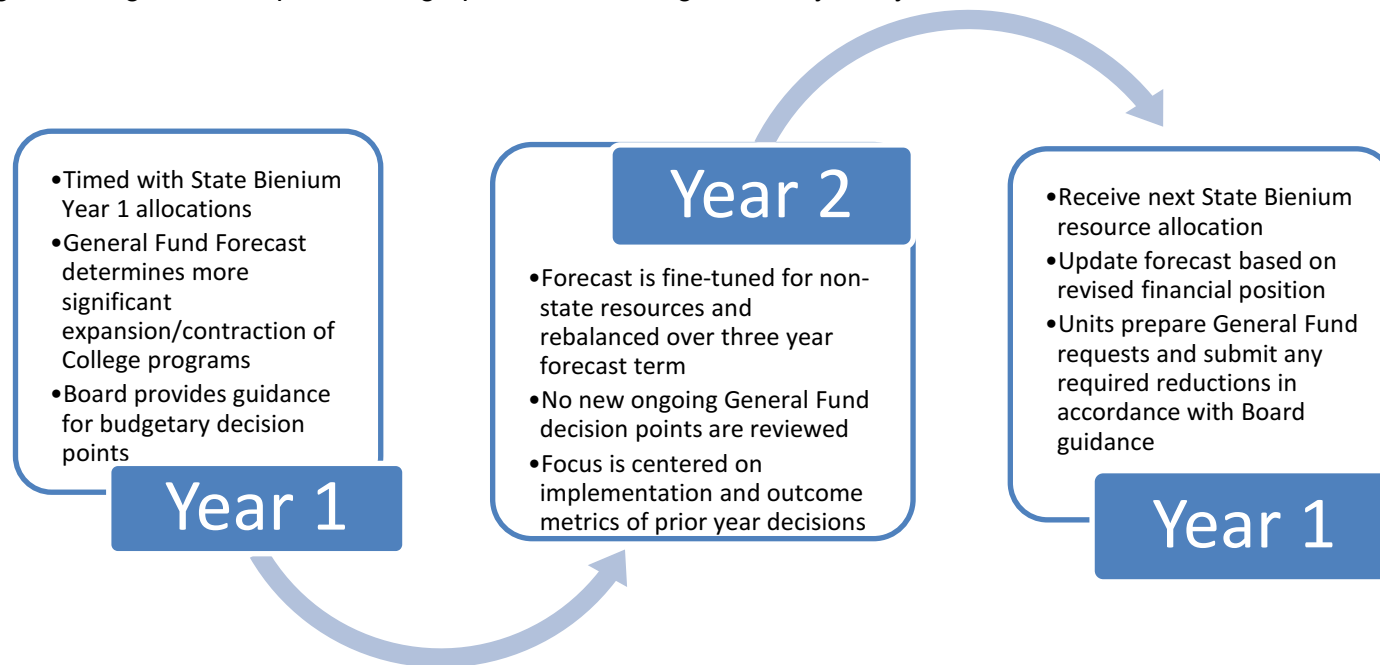 •Timed with State Bienium
Year 1 allocations
•General Fund Forecast
determines more
significant
expansion/contraction of
College programs
•Board provides guidance
for budgetary decision
points
Year 1
Year 2
•Forecast is fine-tuned for non-
state resources and
rebalanced over three year
forecast term
•No new ongoing General Fund
decision points are reviewed
•Focus is centered on
implementation and outcome
metrics of prior year decisions
•Receive next State Bienium
resource allocation
•Update forecast based on
revised financial position
•Units prepare General Fund
requests and submit any
required reductions in
accordance with Board
guidance
Year 1